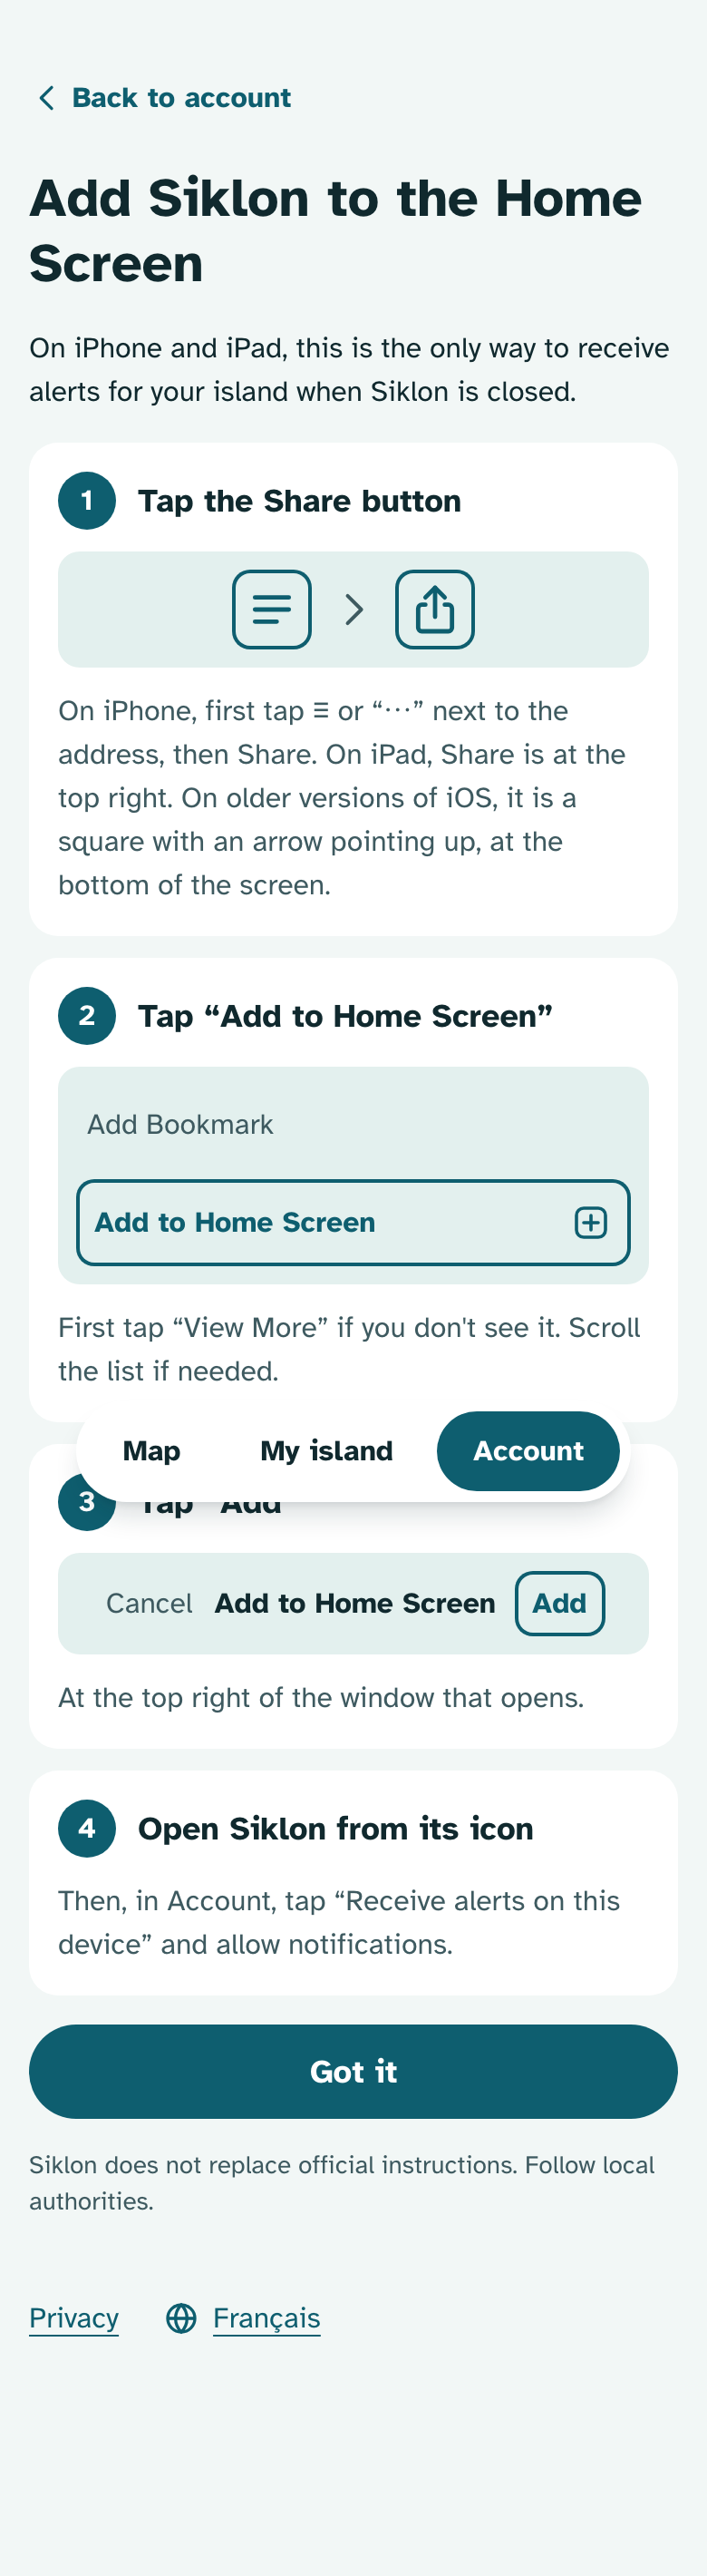 Back to account
Add Siklon to the Home
Screen
On iPhone and iPad, this is the only way to receive
alerts for your island when Siklon is closed.
1 Tap the Share button
On iPhone, first tap ☰ or “···” next to the
address, then Share. On iPad, Share is at the
top right. On older versions of iOS, it is a
square with an arrow pointing up, at the
bottom of the screen.
2 Tap “Add to Home Screen”
Add Bookmark
Add to Home Screen
First tap “View More” if you don't see it. Scroll
the list if needed.
Map My island Account
3 Tap “Add”
Cancel Add to Home Screen Add
At the top right of the window that opens.
4 Open Siklon from its icon
Then, in Account, tap “Receive alerts on this
device” and allow notifications.
Got it
Siklon does not replace official instructions. Follow local
authorities.
Privacy Français